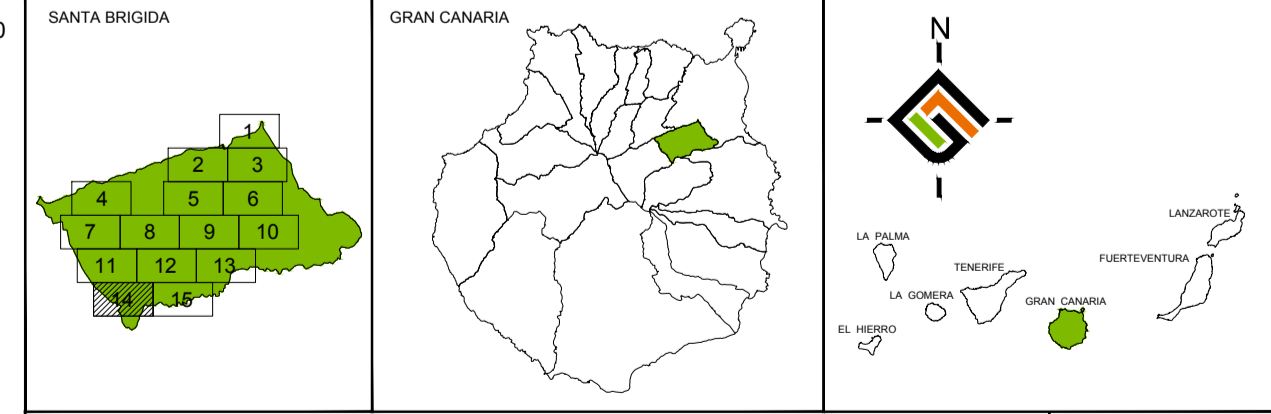 0
SANTA BRIGIDA
1
2 3
4 5 6
7 8 9 10
11 12 13
14 15
GRAN CANARIA
N
LANZAROTE
LA PALMA
FUERTEVENTURA
TENERIFE
LA GOMERA
GRAN CANARIA
EL HIERRO